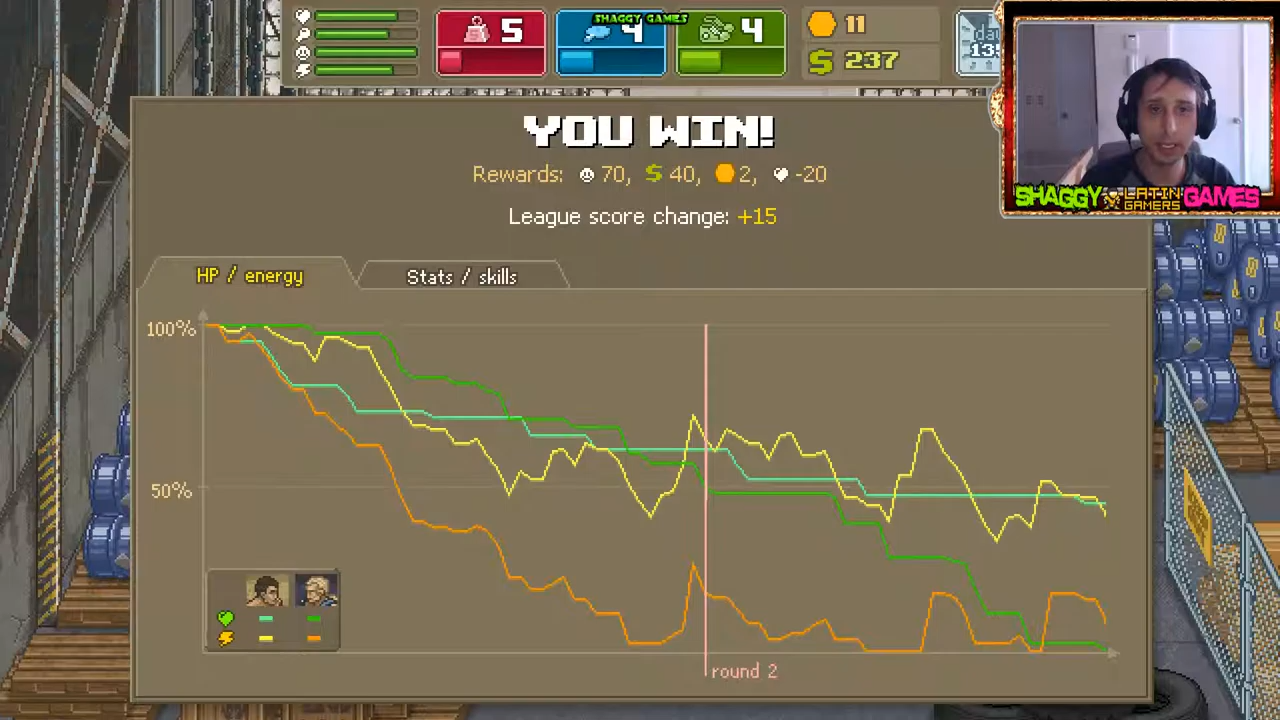 5
4
4
11
237
SHAGGY GAMES
YOU WIN!
Rewards: 70, $ 40, 2, -20
League score change: +15
HP / energy
Stats / skills
100%
50%
round 2
SHAGGY LATIN GAMERS GAMES